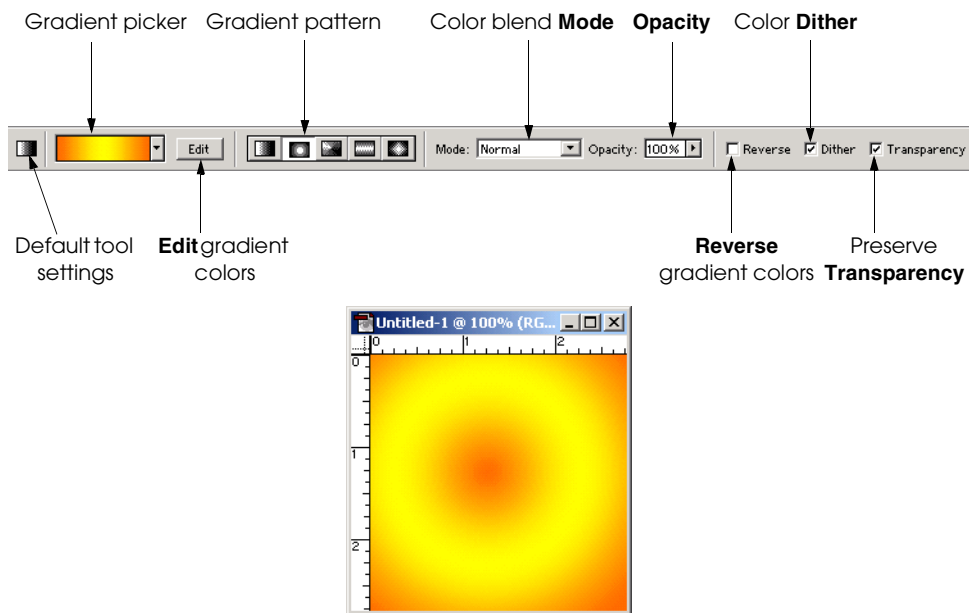 Gradient picker Gradient pattern Color blend Mode Opacity Color Dither
Edit Mode: Normal Opacity: 100% Reverse Dither Transparency
Default tool settings
Edit gradient colors
Reverse gradient colors
Preserve Transparency
Untitled-1 @ 100% (RG...
0 1 2
0
1
2